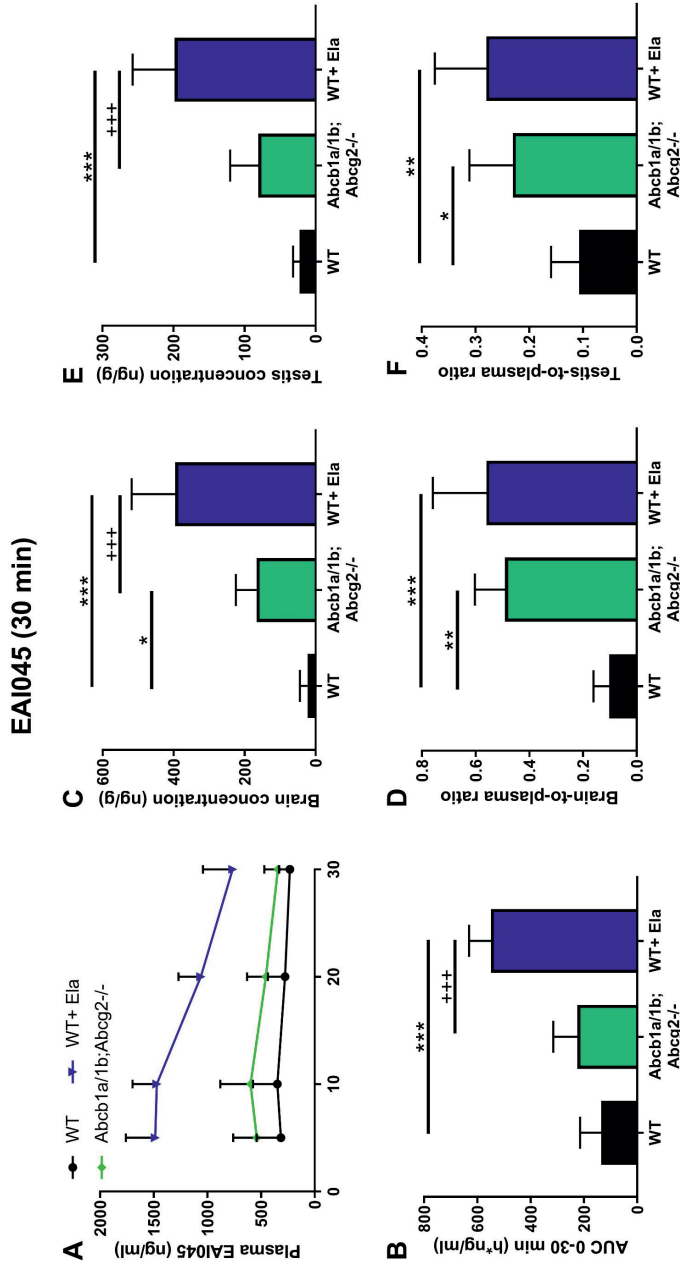 EAI045 (30 min)
A
WT
WT+ Ela
Abcb1a/1b;Abcg2-/-
Plasma EAI045 (ng/ml)
2000
1500
1000
500
0
0
10
20
30
B
AUC 0-30 min (h*ng/ml)
800
600
400
200
0
***
+++
WT
Abcb1a/1b;
Abcg2-/-
WT+ Ela
C
Brain concentration (ng/g)
600
400
200
0
***
+++
*
WT
Abcb1a/1b;
Abcg2-/-
WT+ Ela
D
Brain-to-plasma ratio
0.8
0.6
0.4
0.2
0.0
***
**
WT
Abcb1a/1b;
Abcg2-/-
WT+ Ela
E
Testis concentration (ng/g)
300
200
100
0
***
+++
WT
Abcb1a/1b;
Abcg2-/-
WT+ Ela
F
Testis-to-plasma ratio
0.4
0.3
0.2
0.1
0.0
**
*
WT
Abcb1a/1b;
Abcg2-/-
WT+ Ela